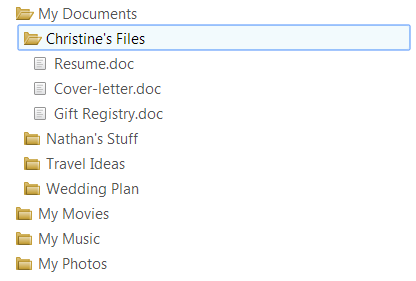 My Documents
Christine's Files
Resume.doc
Cover-letter.doc
Gift Registry.doc
Nathan's Stuff
Travel Ideas
Wedding Plan
My Movies
My Music
My Photos